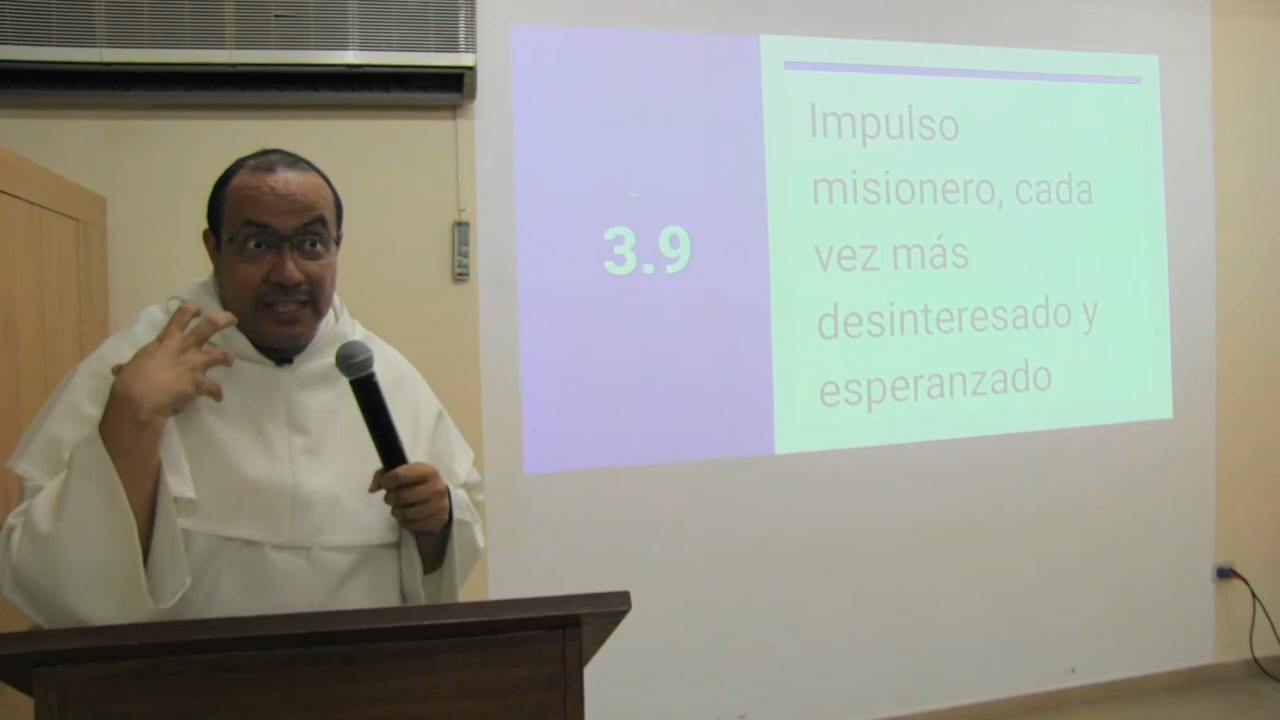 3.9
Impulso
misionero, cada
vez más
desinteresado y
esperanzado